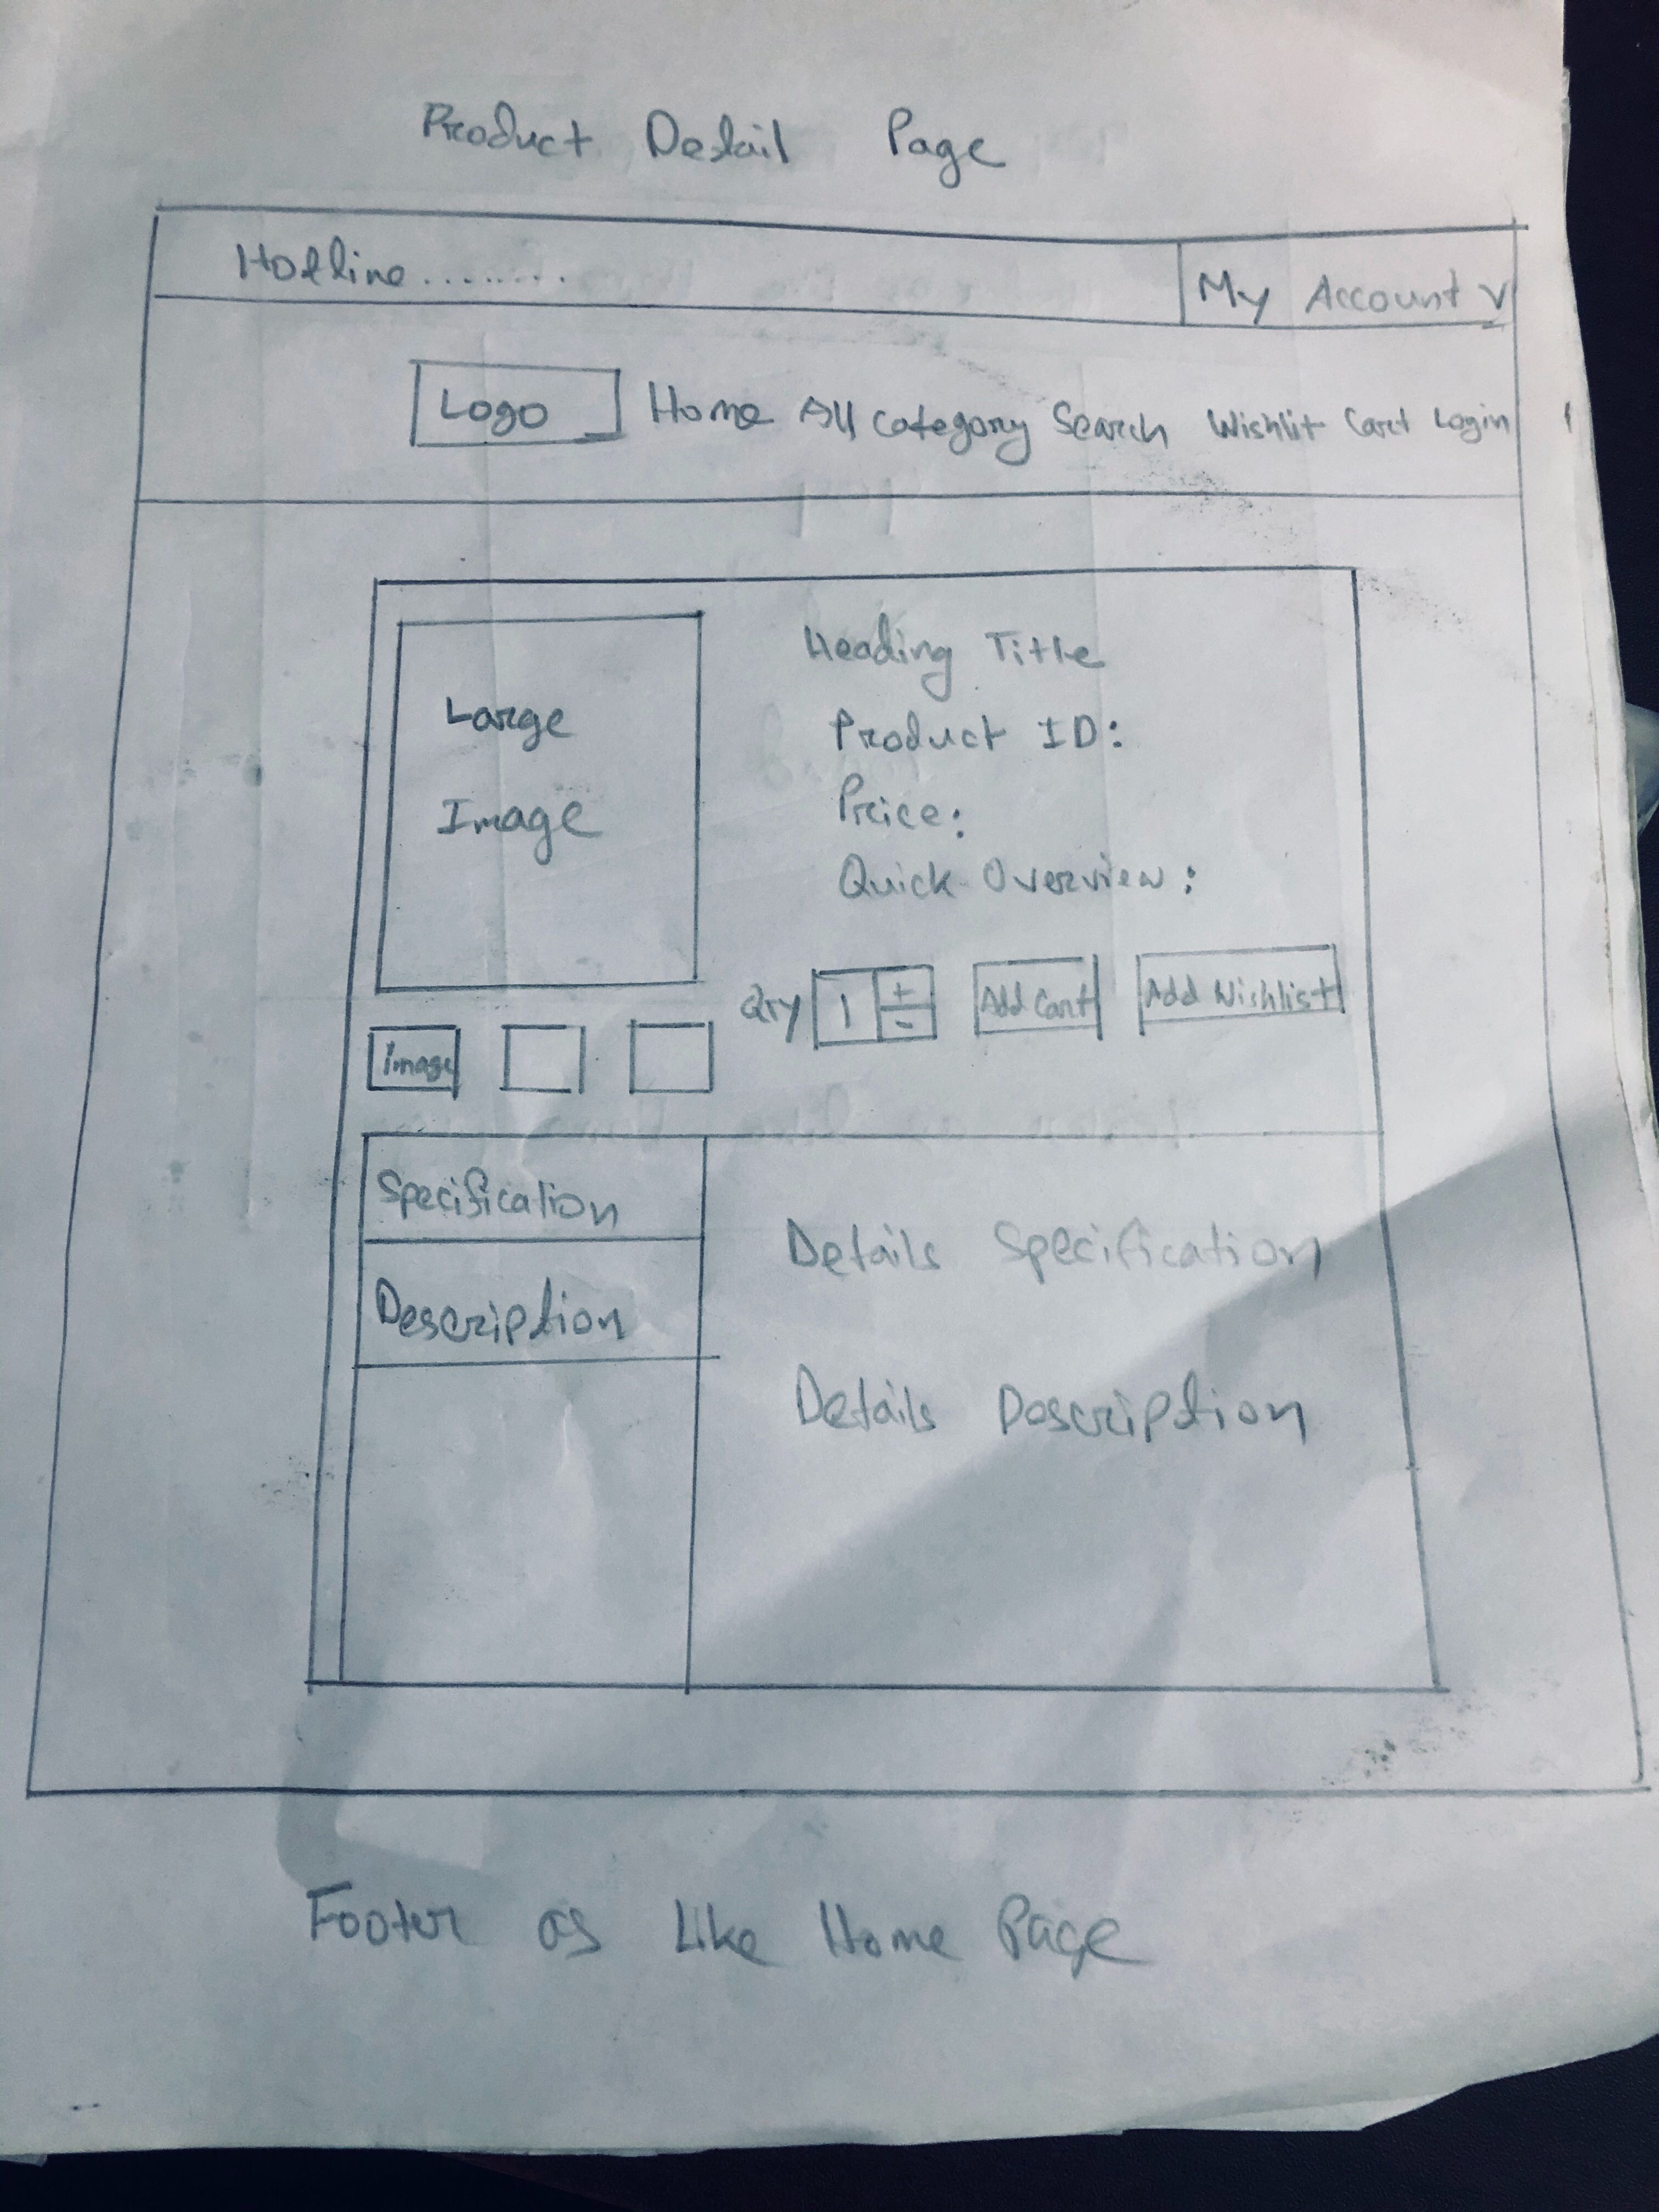 Product Detail Page
Hotline........
My Account v
Logo Home All Category Search Wishlit Cart Login
Large
Image
Heading Title
Product ID:
Price:
Quick Overview:
Qty 1 + - Add Cart Add Wishlist
Image
Specification
Description
Details Specification
Details Description
Footer as Like Home Page